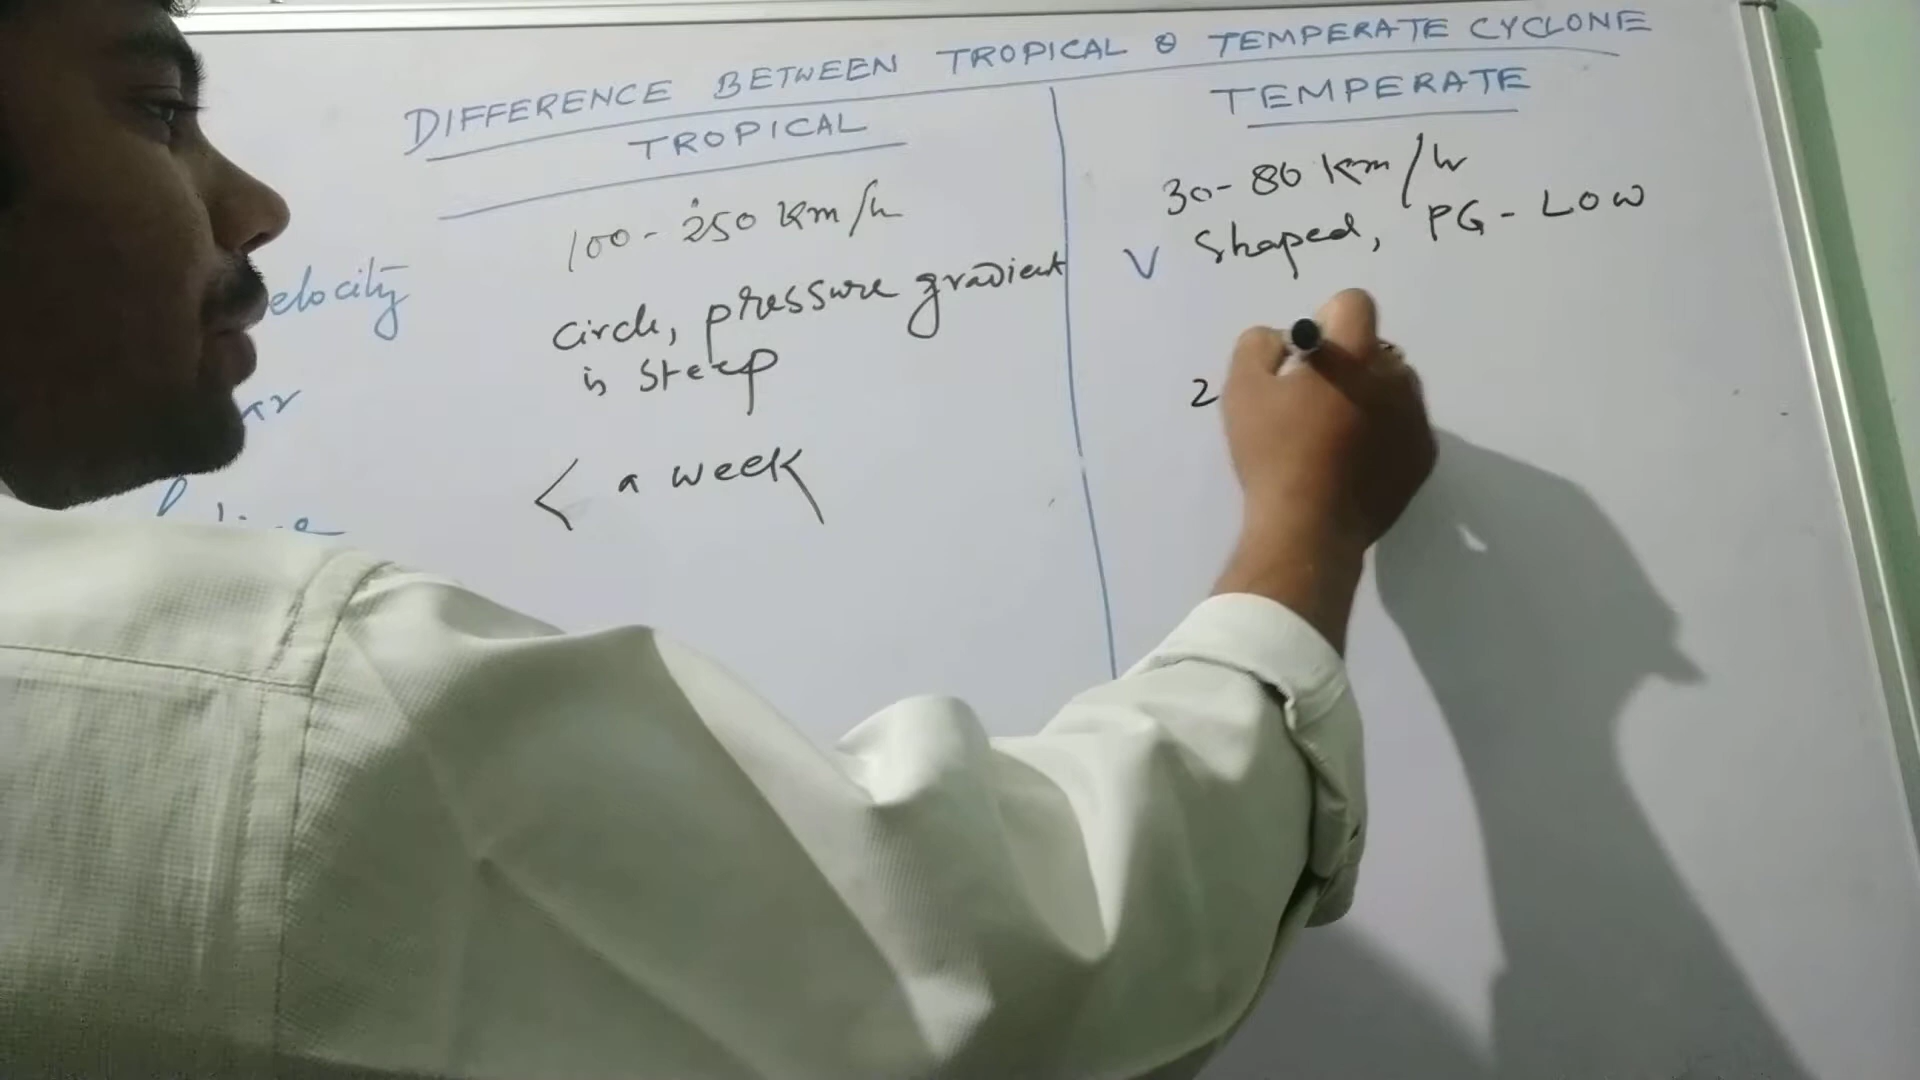 DIFFERENCE BETWEEN TROPICAL & TEMPERATE CYCLONE
TROPICAL
TEMPERATE
elocity
100-250 Km/h
30-80 Km/h
circle, pressure gradient
is steep
V Shaped, PG-LOW
< a week
2